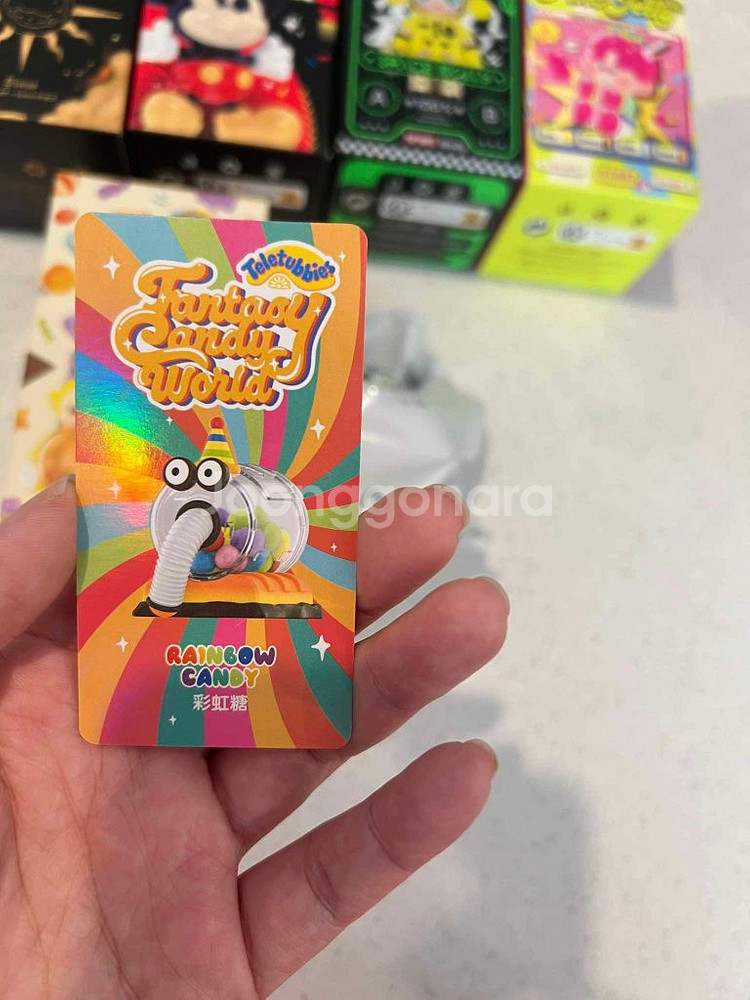 Teletubbies
Fantasy
Candy
World
joonggonara
RAINBOW
CANDY
彩虹糖
A
B